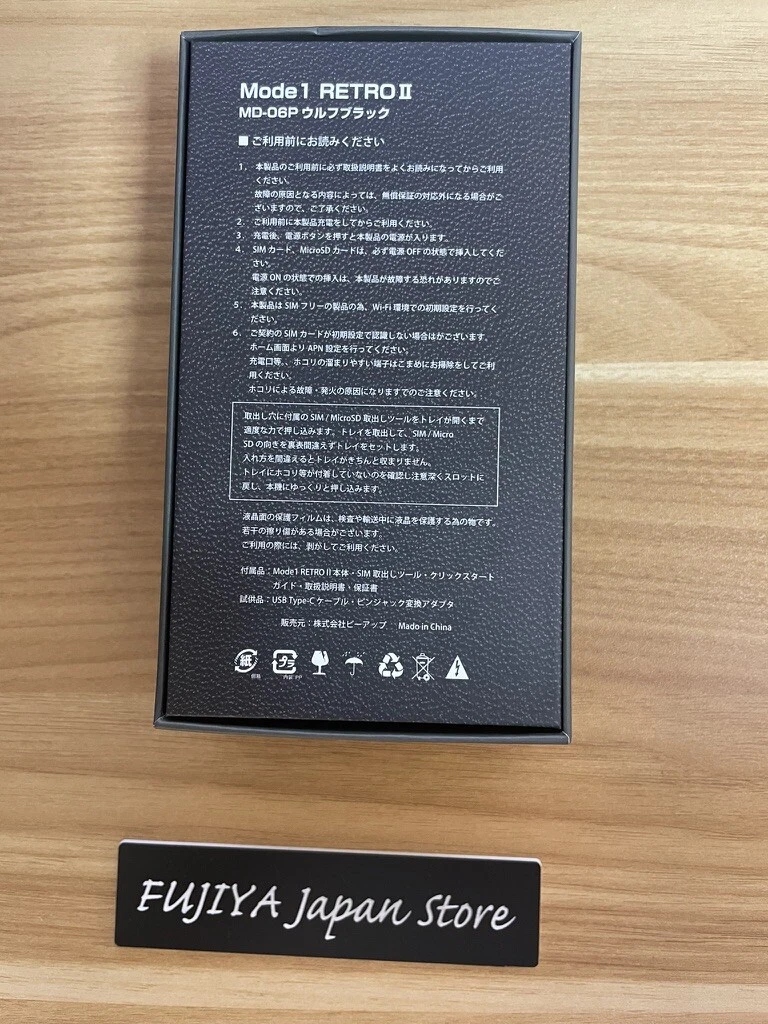 Mode1 RETRO II
MD-06P ウルフブラック
■ ご利用前にお読みください
1. 本製品のご利用前に必ず取扱説明書をよくお読みになってからご利用
ください。
故障の原因となる内容によっては、無償保証の対応外になる場合がご
ざいますので、ご了承ください。
2. ご利用前に本製品充電をしてからご利用ください。
3. 充電後、電源ボタンを押すと本製品の電源が入ります。
4. SIM カード、MicroSD カードは、必ず電源 OFF の状態で挿入してくだ
さい。
電源 ON の状態での挿入は、本製品が故障する恐れがありますのでご
注意ください。
5. 本製品は SIM フリーの製品の為、Wi-Fi 環境での初期設定を行ってく
ださい。
6. ご契約の SIM カードが初期設定で認識しない場合はがございます。
ホーム画面より APN 設定を行ってください。
充電口等、、ホコリの溜まりやすい端子はこまめにお掃除をしてご利
用ください。
ホコリによる故障・発火の原因になりますでのご注意ください。
取出し穴に付属の SIM / MicroSD 取出しツールをトレイが開くまで
適度な力で押し込みます。トレイを取出して、SIM / Micro
SD の向きを裏表間違えずトレイをセットします。
入れ方を間違えるとトレイがきちんと収まりません。
トレイにホコリ等が付着していないのを確認し注意深くスロットに
戻し、本機にゆっくりと押し込みます。
液晶面の保護フィルムは、検査や輸送中に液晶を保護する為の物です。
若干の擦り傷がある場合がございます。
ご利用の際には、剥がしてご利用ください。
付属品：Mode1 RETRO II 本体・SIM 取出しツール・クリックスタート
ガイド・取扱説明書・保証書
試供品：USB Type-C ケーブル・ピンジャック変換アダプタ
販売元：株式会社ピーアップ Made in China
紙 プラ
個箱 内袋:PP
FUJIYA Japan Store